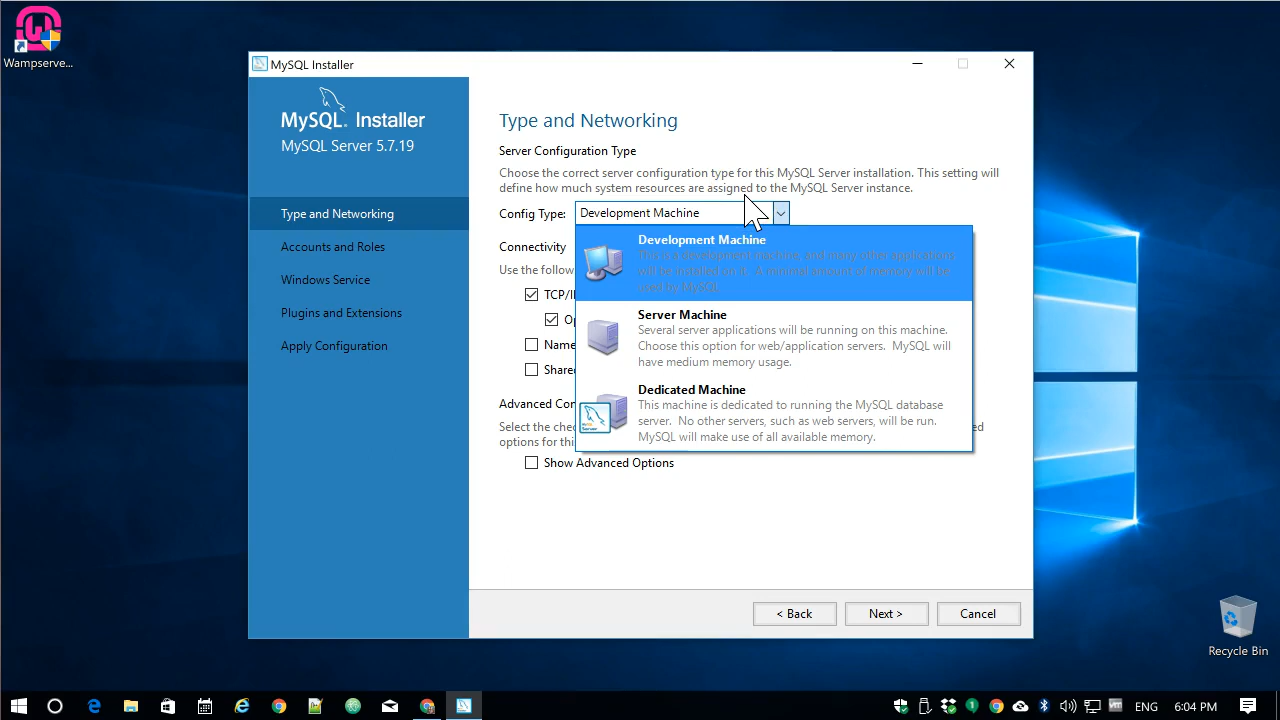 Wampserve...
MySQL Installer
MySQL. Installer
MySQL Server 5.7.19
Type and Networking
Accounts and Roles
Windows Service
Plugins and Extensions
Apply Configuration
Type and Networking
Server Configuration Type
Choose the correct server configuration type for this MySQL Server installation. This setting will
define how much system resources are assigned to the MySQL Server instance.
Config Type: Development Machine
Development Machine
This is a development machine, and many other applications
will be installed on it. A minimal amount of memory will be
used by MySQL.
Server Machine
Several server applications will be running on this machine.
Choose this option for web/application servers. MySQL will
have medium memory usage.
Dedicated Machine
This machine is dedicated to running the MySQL database
server. No other servers, such as web servers, will be run.
MySQL will make use of all available memory.
Connectivity
Use the follow
TCP/I
Name
Share
Advanced Con
Select the che
options for this
Show Advanced Options
< Back
Next >
Cancel
Recycle Bin
ENG
6:04 PM